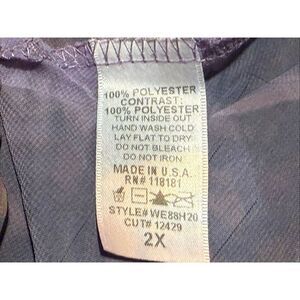 100% POLYESTER
CONTRAST:
100% POLYESTER
TURN INSIDE OUT
HAND WASH COLD
LAY FLAT TO DRY
DO NOT BLEACH
DO NOT IRON
MADE IN U.S.A.
RN# 118181
STYLE# WE88H20
CUT# 12429
2X